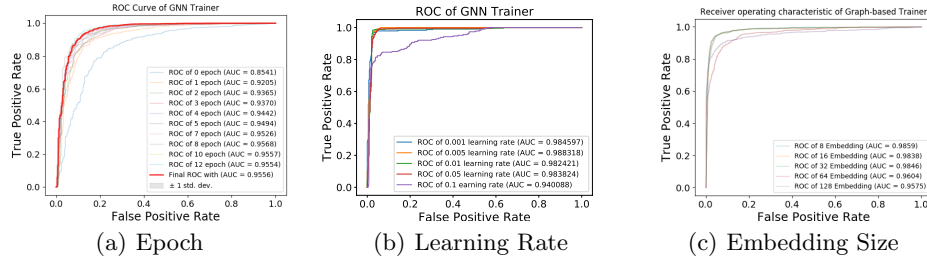 ROC Curve of GNN Trainer
True Positive Rate
1.0
0.8
0.6
0.4
0.2
0.0
ROC of 0 epoch (AUC = 0.8541)
ROC of 1 epoch (AUC = 0.9205)
ROC of 2 epoch (AUC = 0.9365)
ROC of 3 epoch (AUC = 0.9370)
ROC of 4 epoch (AUC = 0.9442)
ROC of 5 epoch (AUC = 0.9494)
ROC of 7 epoch (AUC = 0.9526)
ROC of 8 epoch (AUC = 0.9568)
ROC of 10 epoch (AUC = 0.9557)
ROC of 12 epoch (AUC = 0.9554)
Final ROC with (AUC = 0.9556)
± 1 std. dev.
0.0 0.2 0.4 0.6 0.8 1.0
False Positive Rate
(a) Epoch
ROC of GNN Trainer
True Positive Rate
1.0
0.8
0.6
0.4
0.2
0.0
ROC of 0.001 learning rate (AUC = 0.984597)
ROC of 0.005 learning rate (AUC = 0.988318)
ROC of 0.01 learning rate (AUC = 0.982421)
ROC of 0.05 learning rate (AUC = 0.983824)
ROC of 0.1 earning rate (AUC = 0.940088)
0.0 0.2 0.4 0.6 0.8 1.0
False Positive Rate
(b) Learning Rate
Receiver operating characteristic of Graph-based Trainer
True Positive Rate
1.0
0.8
0.6
0.4
0.2
0.0
ROC of 8 Embedding (AUC = 0.9859)
ROC of 16 Embedding (AUC = 0.9838)
ROC of 32 Embedding (AUC = 0.9846)
ROC of 64 Embedding (AUC = 0.9604)
ROC of 128 Embedding (AUC = 0.9575)
0.0 0.2 0.4 0.6 0.8 1.0
False Positive Rate
(c) Embedding Size